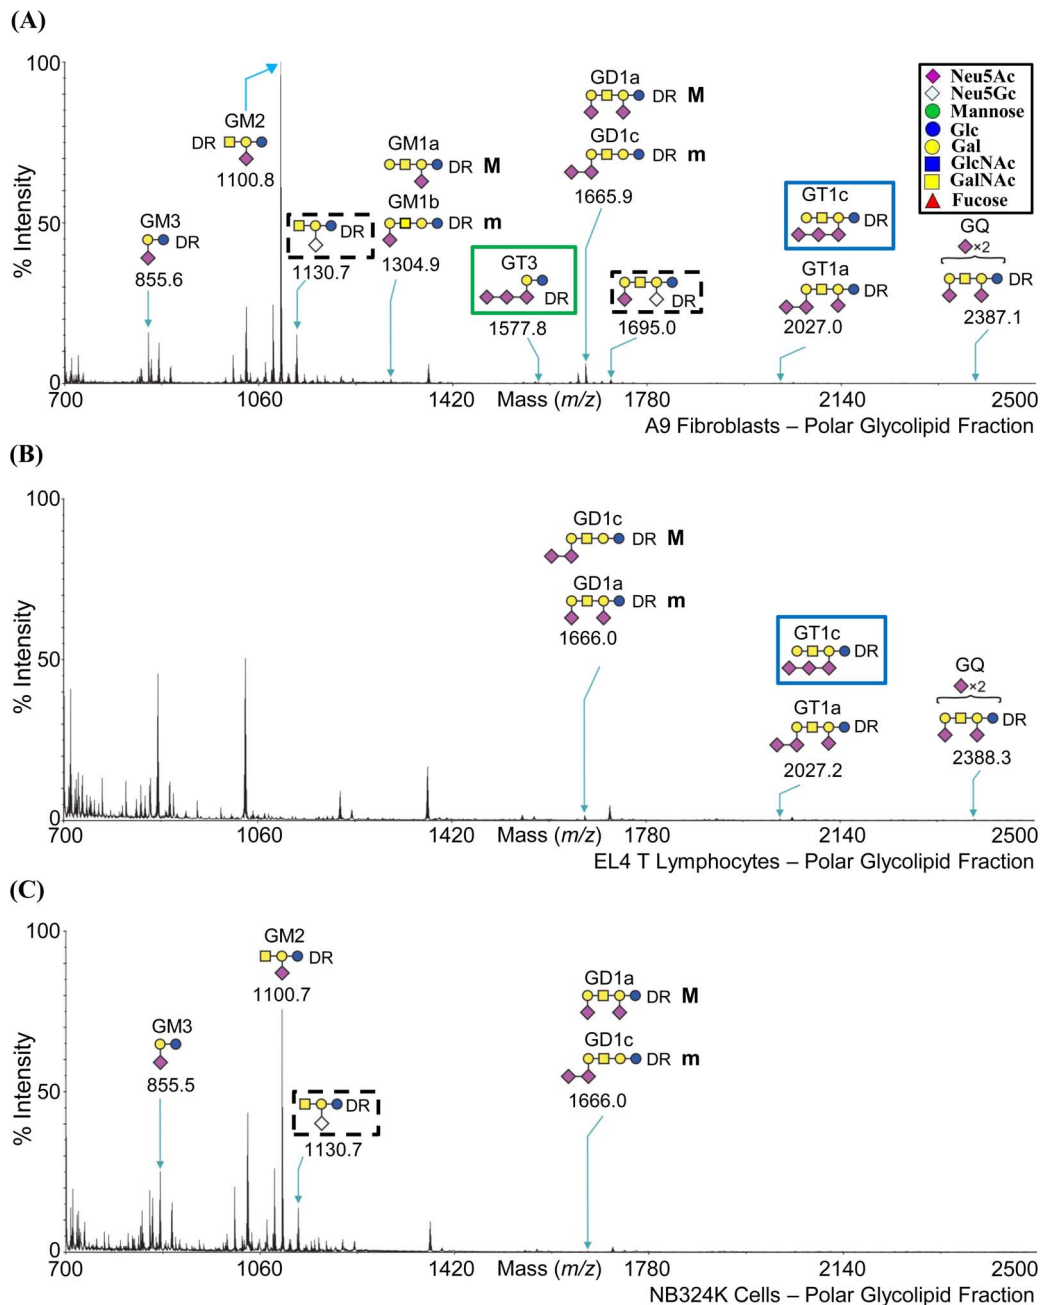 (A)
100
50
0
% Intensity
GM3
DR
855.6
GM2
DR
1100.8
DR
1130.7
GM1a
DR M
GM1b
DR m
1304.9
GT3
DR
1577.8
GD1a
DR M
GD1c
DR m
1665.9
DR
1695.0
GT1c
DR
GT1a
DR
2027.0
Neu5Ac
Neu5Gc
Mannose
Glc
Gal
GlcNAc
GalNAc
Fucose
GQ
×2
DR
2387.1
700 1060 1420 Mass (m/z) 1780 2140 2500
A9 Fibroblasts – Polar Glycolipid Fraction
(B)
100
50
0
% Intensity
GD1c
DR M
GD1a
DR m
1666.0
GT1c
DR
GT1a
DR
2027.2
GQ
×2
DR
2388.3
700 1060 1420 Mass (m/z) 1780 2140 2500
EL4 T Lymphocytes – Polar Glycolipid Fraction
(C)
100
50
0
% Intensity
GM3
855.5
GM2
DR
1100.7
DR
1130.7
GD1a
DR M
GD1c
DR m
1666.0
700 1060 1420 Mass (m/z) 1780 2140 2500
NB324K Cells – Polar Glycolipid Fraction